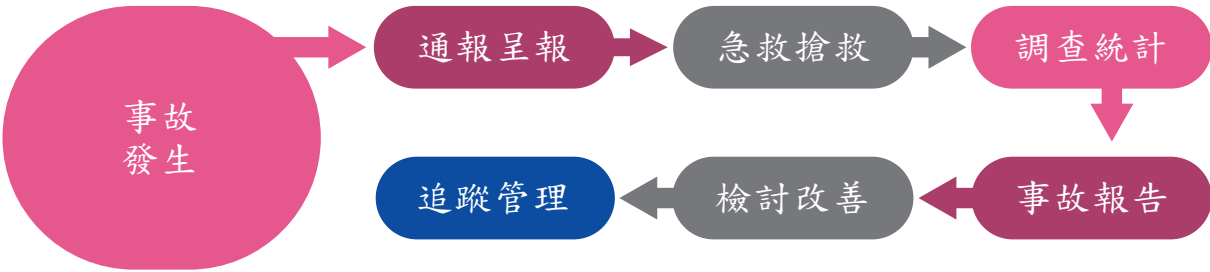 事故
發生
通報呈報
急救搶救
調查統計
事故報告
檢討改善
追蹤管理